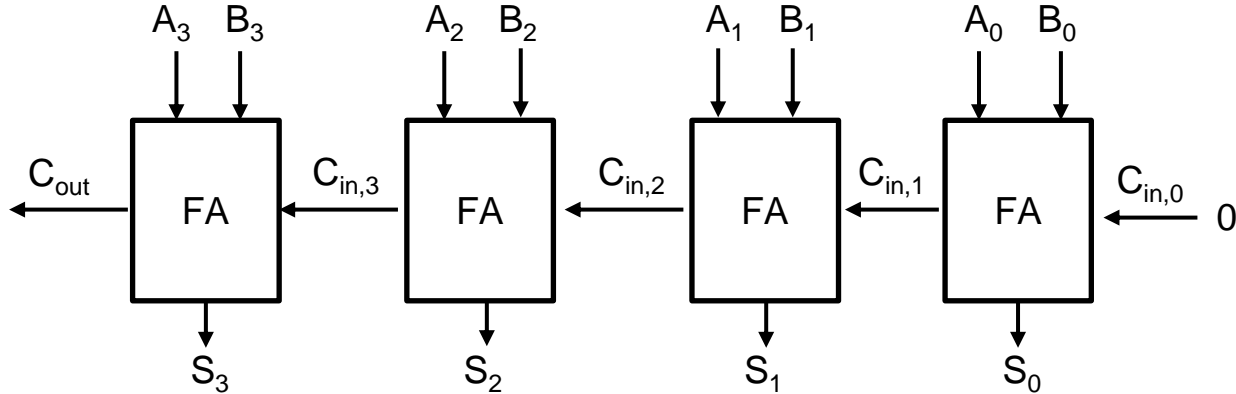 A3 B3 A2 B2 A1 B1 A0 B0
Cout FA Cin,3 FA Cin,2 FA Cin,1 FA Cin,0 0
S3 S2 S1 S0